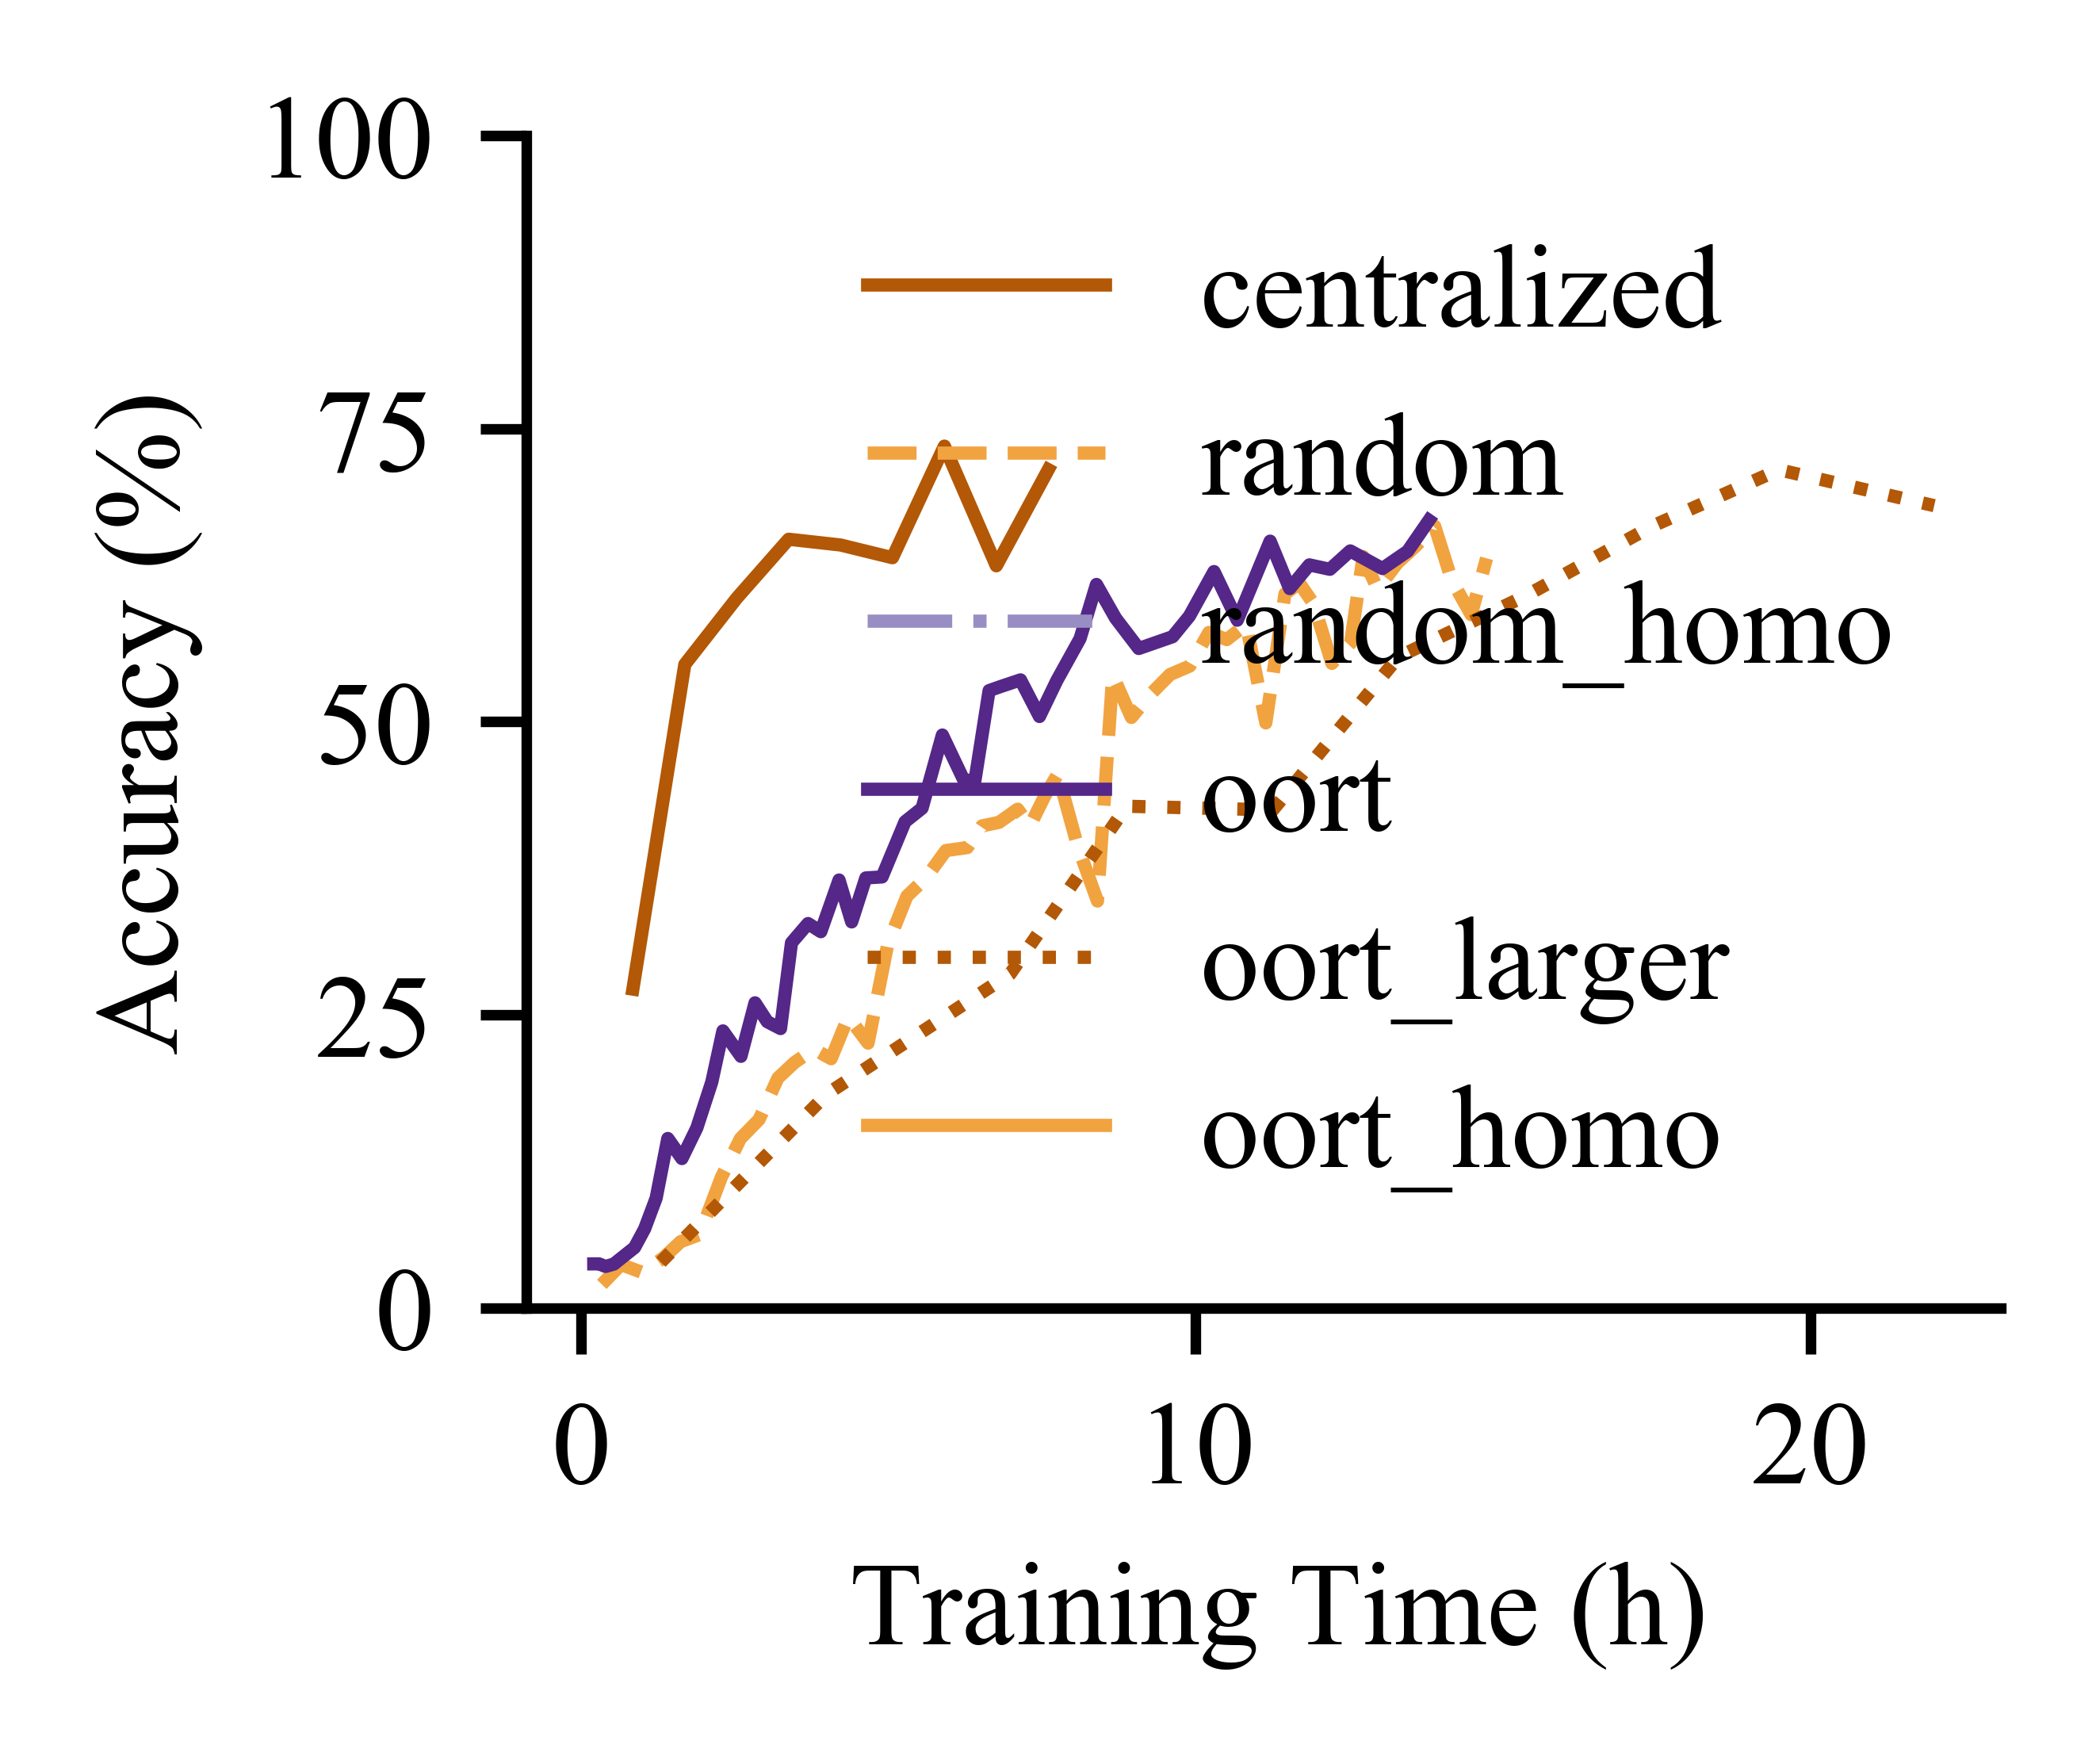 100
75
50
25
0
Accuracy (%)
centralized
random
random_homo
oort
oort_larger
oort_homo
0
10
20
Training Time (h)